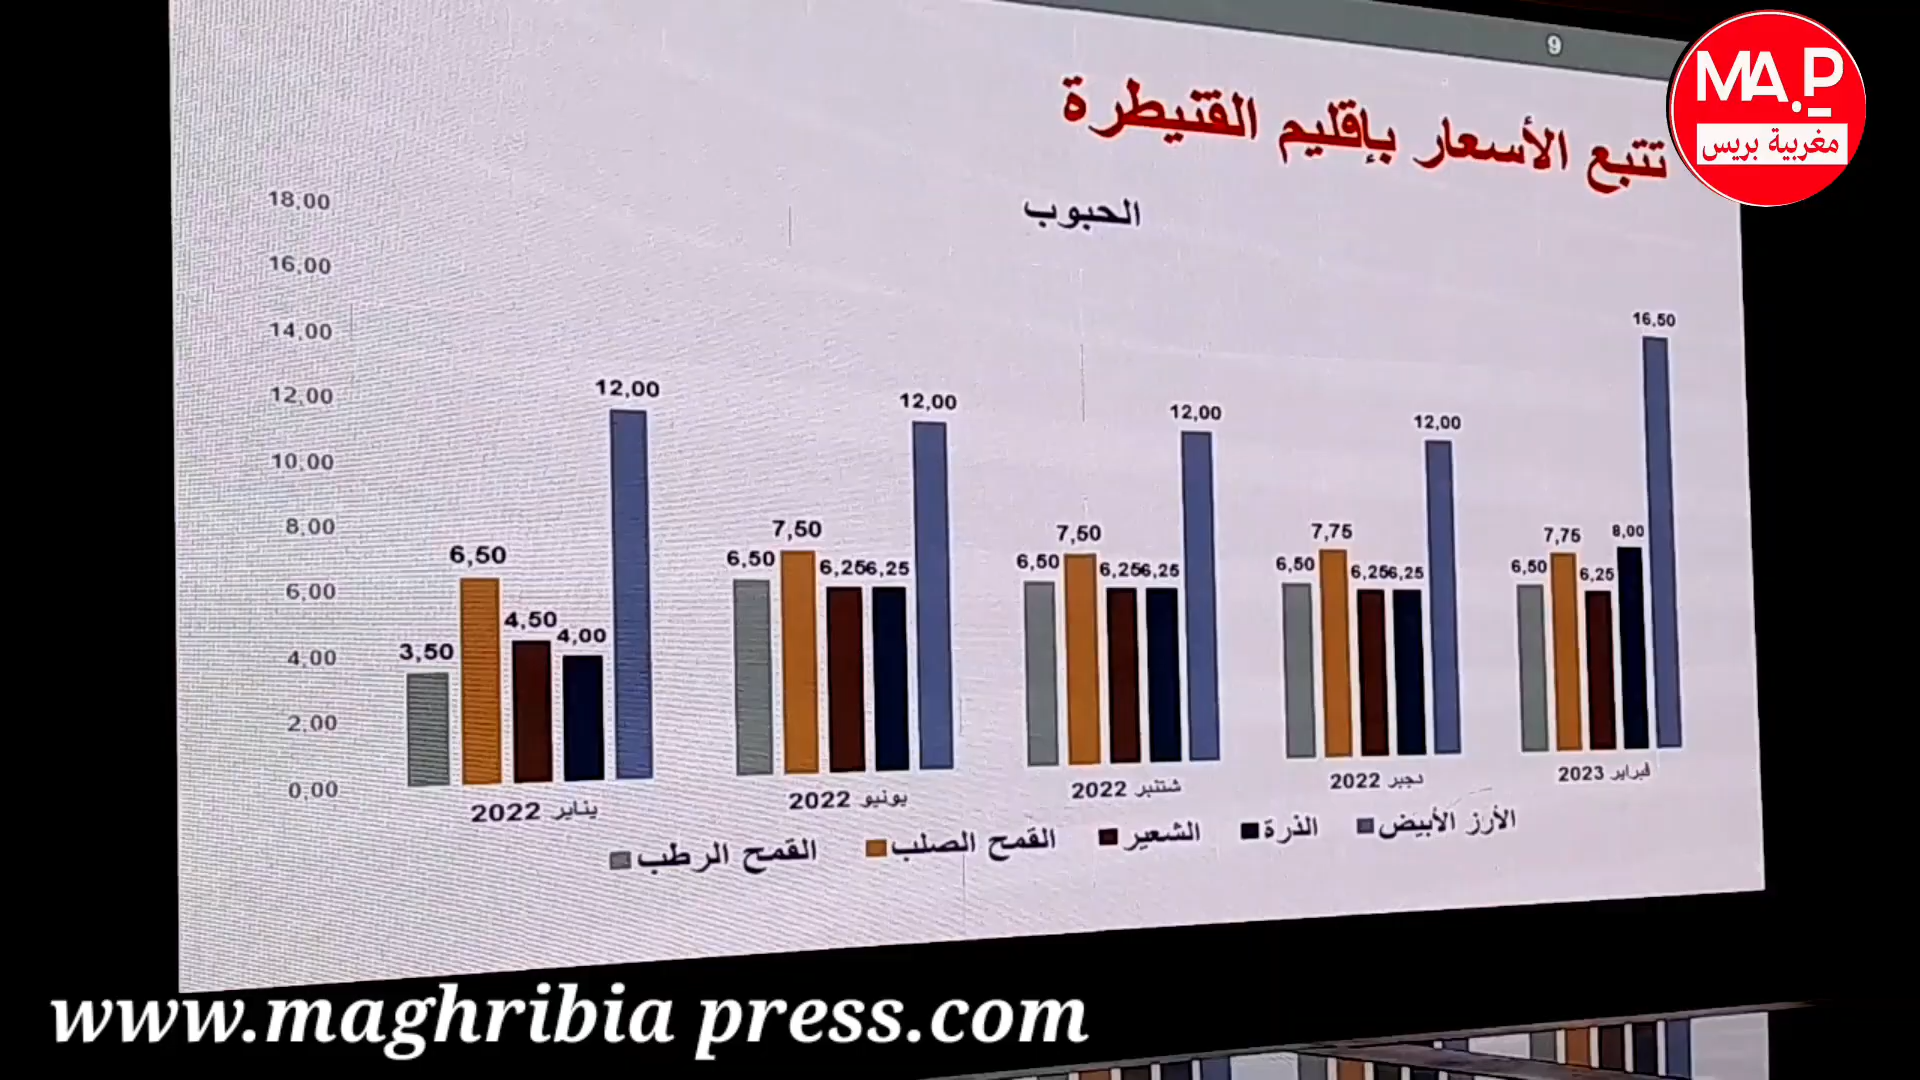 9
MA.P
مغربية بريس
تتبع الأسعار بإقليم القنيطرة
الحبوب
18,00
16,00
14,00
12,00
10,00
8,00
6,00
4,00
2,00
0,00
3,50 6,50 4,50 4,00 12,00
6,50 7,50 6,25 6,25 12,00
6,50 7,50 6,25 6,25 12,00
6,50 7,75 6,25 6,25 12,00
6,50 7,75 6,25 8,00 16,50
يناير 2022
يونيو 2022
شتنبر 2022
دجبر 2022
فبراير 2023
القمح الرطب
القمح الصلب
الشعير
الذرة
الأرز الأبيض
www.maghribia press.com